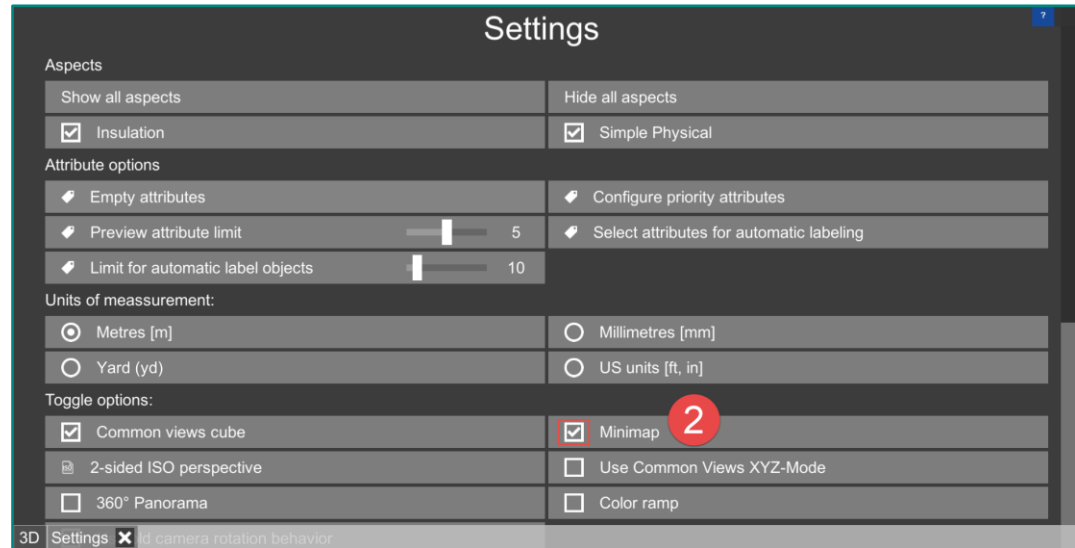 Settings
?
Aspects
Show all aspects
Hide all aspects
Insulation
Simple Physical
Attribute options
Empty attributes
Configure priority attributes
Preview attribute limit 5
Select attributes for automatic labeling
Limit for automatic label objects 10
Units of meassurement:
Metres [m]
Millimetres [mm]
Yard (yd)
US units [ft, in]
Toggle options:
Common views cube
Minimap
2
2-sided ISO perspective
Use Common Views XYZ-Mode
360° Panorama
Color ramp
3D Settings
camera rotation behavior